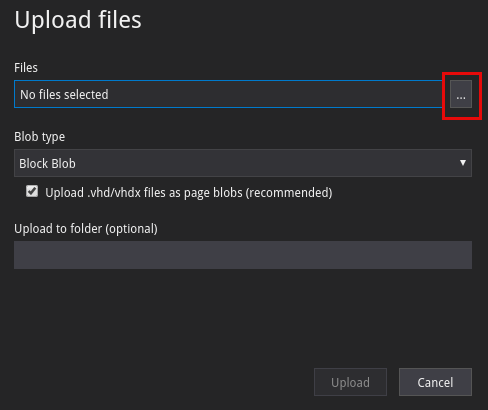 Upload files
Files
No files selected
...
Blob type
Block Blob
Upload .vhd/vhdx files as page blobs (recommended)
Upload to folder (optional)
Upload
Cancel